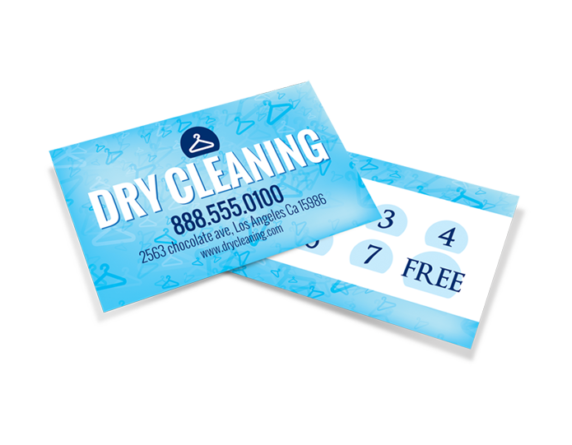 DRY CLEANING
888.555.0100
2563 chocolate ave, Los Angeles Ca 15986
www.drycleaning.com
3 4
7 FREE